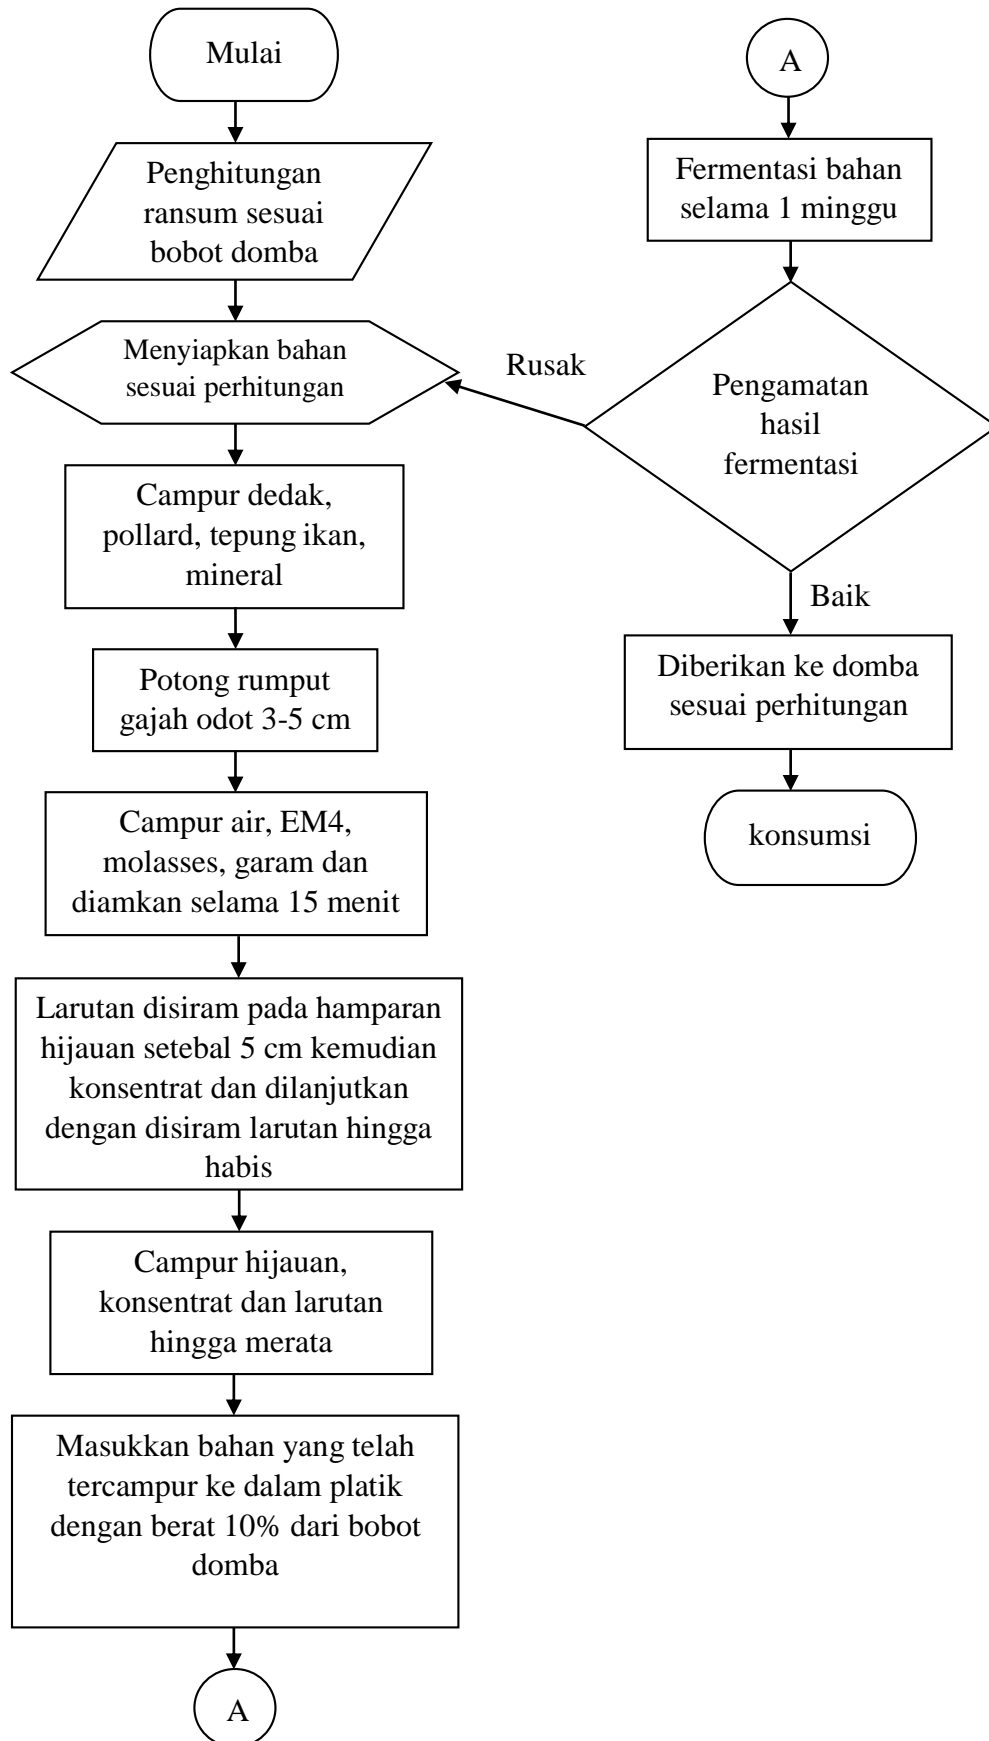 Mulai
Penghitungan
ransum sesuai
bobot domba
Menyiapkan bahan
sesuai perhitungan
Campur dedak,
pollard, tepung ikan,
mineral
Potong rumput
gajah odot 3-5 cm
Campur air, EM4,
molasses, garam dan
diamkan selama 15 menit
Larutan disiram pada hamparan
hijauan setebal 5 cm kemudian
konsentrat dan dilanjutkan
dengan disiram larutan hingga
habis
Campur hijauan,
konsentrat dan larutan
hingga merata
Masukkan bahan yang telah
tercampur ke dalam platik
dengan berat 10% dari bobot
domba
A
A
Fermentasi bahan
selama 1 minggu
Pengamatan
hasil
fermentasi
Rusak
Baik
Diberikan ke domba
sesuai perhitungan
konsumsi